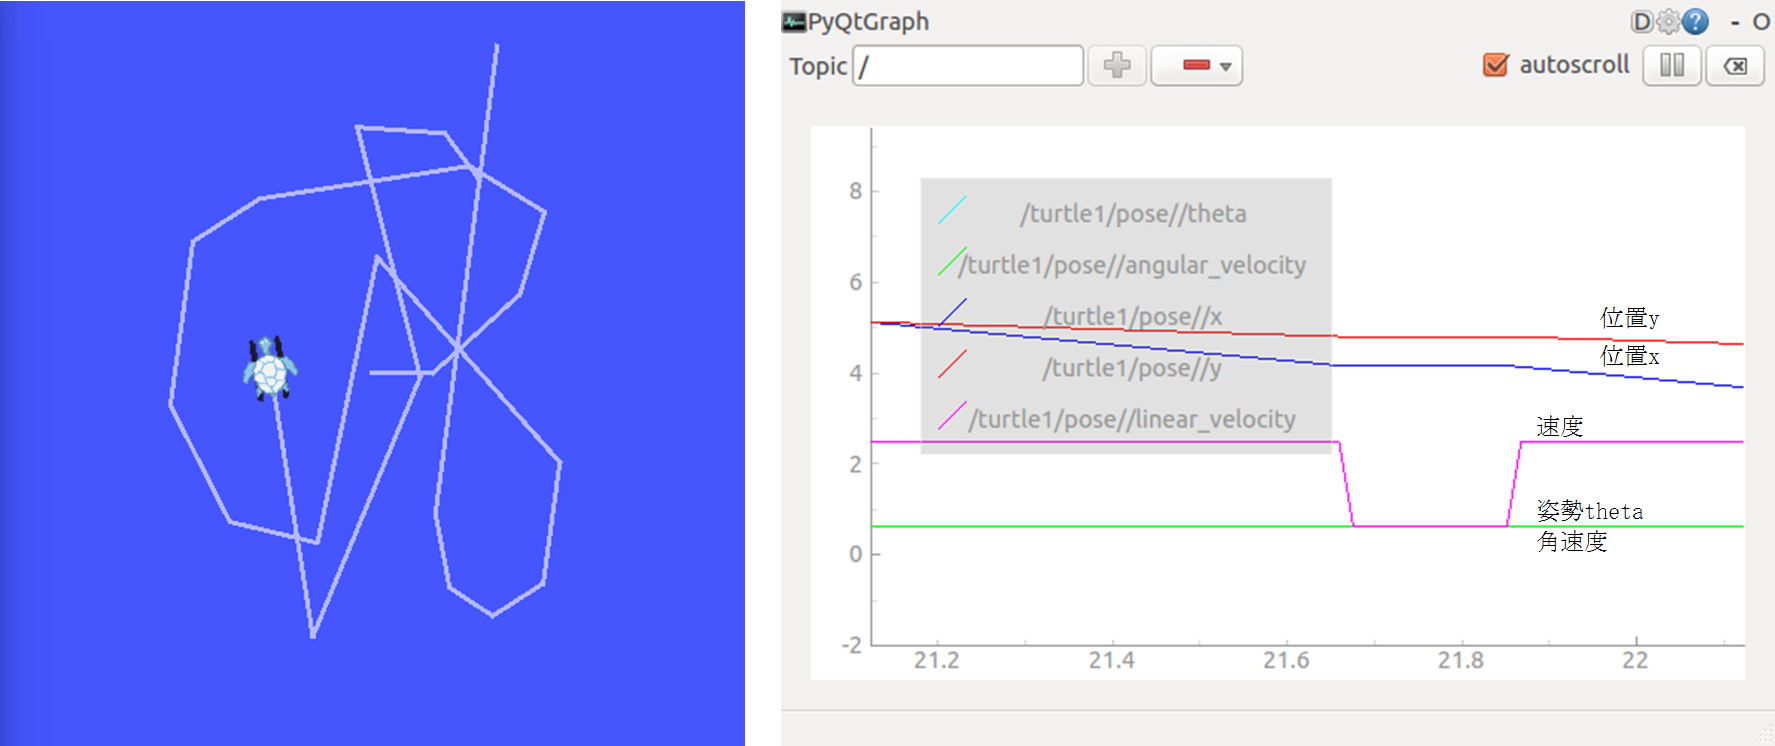 PyQtGraph
D
?
- O
Topic
/
autoscroll
8
6
4
2
0
-2
/turtle1/pose//theta
/turtle1/pose//angular_velocity
/turtle1/pose//x
/turtle1/pose//y
/turtle1/pose//linear_velocity
位置y
位置x
速度
姿勢theta
角速度
21.2
21.4
21.6
21.8
22